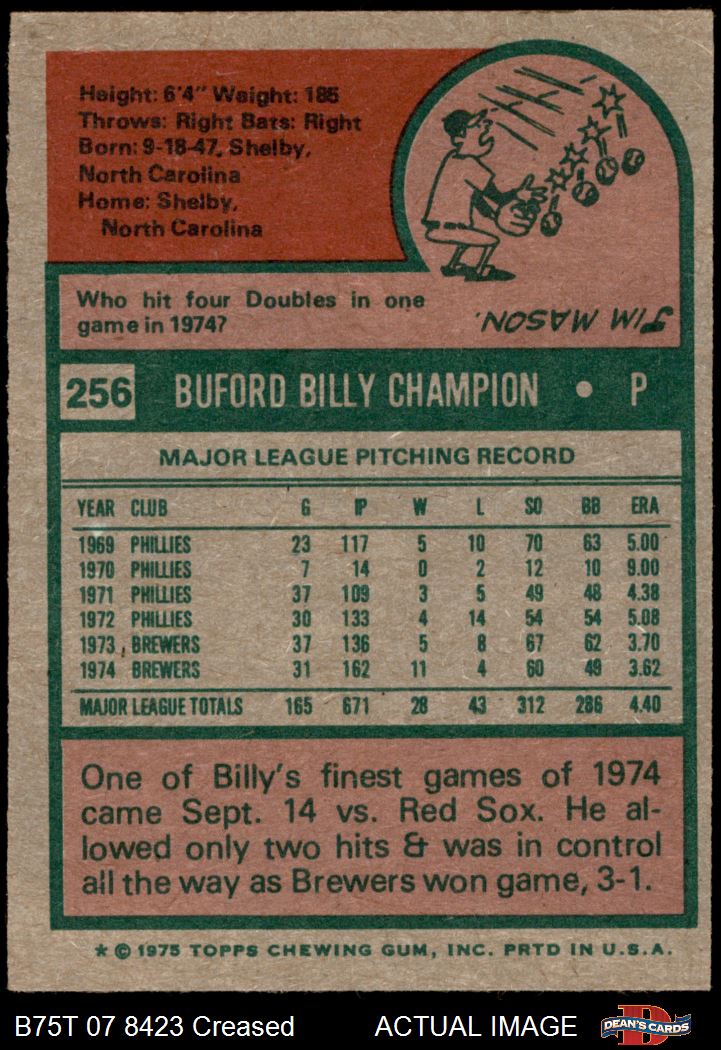 Height: 6'4" Weight: 185
Throws: Right Bats: Right
Born: 9-18-47, Shelby,
North Carolina
Home: Shelby,
North Carolina
Who hit four Doubles in one
game in 1974?
JIM MASON.
256 BUFORD BILLY CHAMPION • P
MAJOR LEAGUE PITCHING RECORD
YEAR CLUB G IP W L SO BB ERA
1969 PHILLIES 23 117 5 10 70 63 5.00
1970 PHILLIES 7 14 0 2 12 10 9.00
1971 PHILLIES 37 109 3 5 49 48 4.38
1972 PHILLIES 30 133 4 14 54 54 5.08
1973 BREWERS 37 136 5 8 67 62 3.70
1974 BREWERS 31 162 11 4 60 49 3.62
MAJOR LEAGUE TOTALS 165 671 28 43 312 286 4.40
One of Billy's finest games of 1974
came Sept. 14 vs. Red Sox. He al-
lowed only two hits & was in control
all the way as Brewers won game, 3-1.
* © 1975 TOPPS CHEWING GUM, INC. PRTD IN U.S.A.
B75T 07 8423 Creased ACTUAL IMAGE DEAN'S CARDS